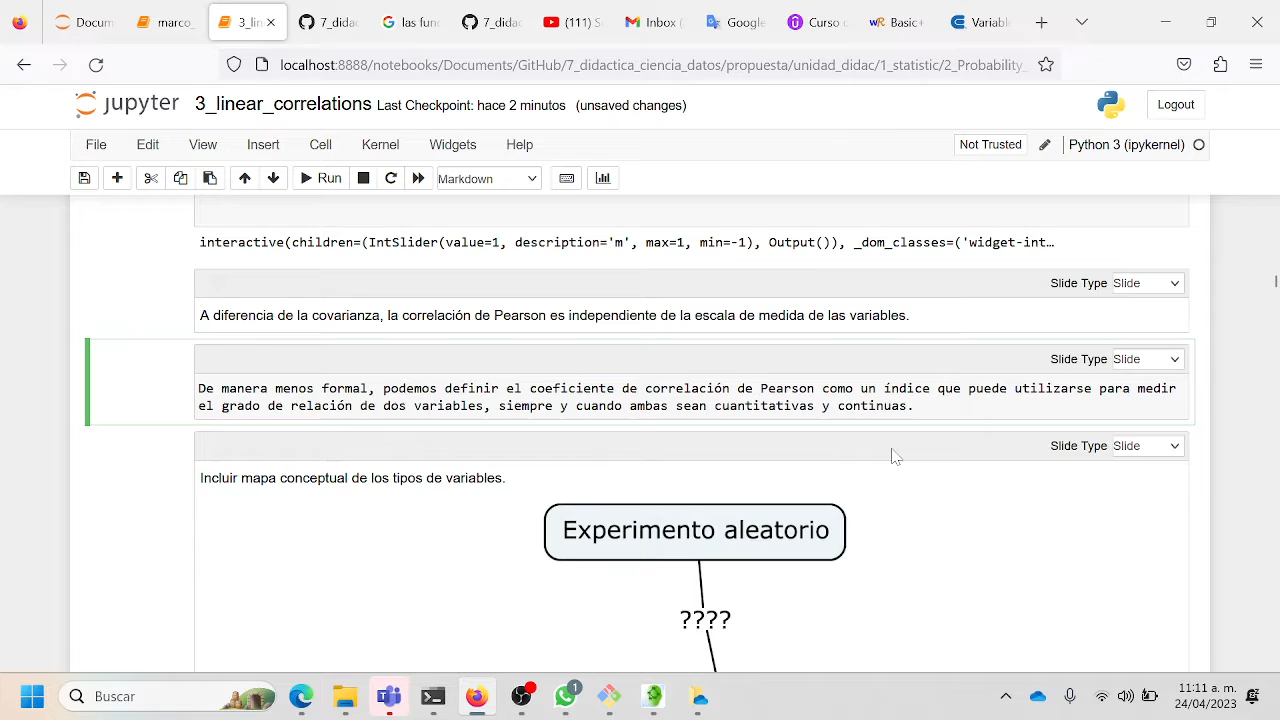 Docum
marco_
3_lin
7_didac
las fun
7_didac
(111) S
Inbox (
Google
Curso d
Basic
Variabl
localhost:8888/notebooks/Documents/GitHub/7_didactica_ciencia_datos/propuesta/unidad_didac/1_statistic/2_Probability_
jupyter 3_linear_correlations Last Checkpoint: hace 2 minutos (unsaved changes)
Logout
File Edit View Insert Cell Kernel Widgets Help
Not Trusted
Python 3 (ipykernel)
Run
Markdown
interactive(children=(IntSlider(value=1, description='m', max=1, min=-1), Output()), _dom_classes=('widget-int…
Slide Type Slide
A diferencia de la covarianza, la correlación de Pearson es independiente de la escala de medida de las variables.
Slide Type Slide
De manera menos formal, podemos definir el coeficiente de correlación de Pearson como un índice que puede utilizarse para medir
el grado de relación de dos variables, siempre y cuando ambas sean cuantitativas y continuas.
Slide Type Slide
Incluir mapa conceptual de los tipos de variables.
Experimento aleatorio
????
Buscar
1
11:11 a. m.
24/04/2023